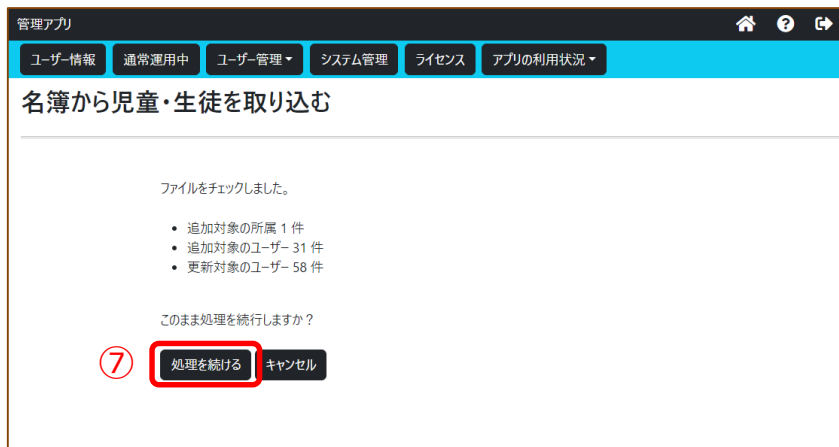 管理アプリ
ユーザー情報 通常運用中 ユーザー管理 システム管理 ライセンス アプリの利用状況
名簿から児童・生徒を取り込む
ファイルをチェックしました。
• 追加対象の所属 1 件
• 追加対象のユーザー 31 件
• 更新対象のユーザー 58 件
このまま処理を続行しますか？
⑦ 処理を続ける キャンセル